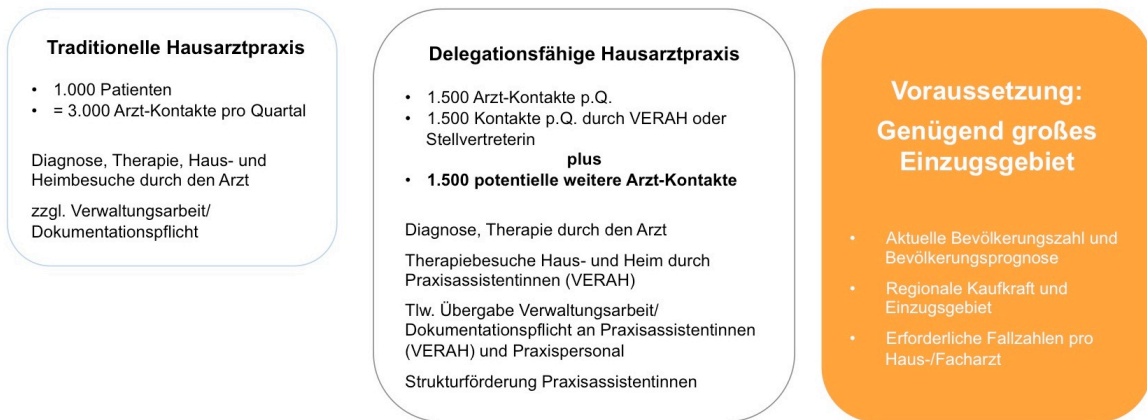 Traditionelle Hausarztpraxis
• 1.000 Patienten
• = 3.000 Arzt-Kontakte pro Quartal
Diagnose, Therapie, Haus- und
Heimbesuche durch den Arzt
zzgl. Verwaltungsarbeit/
Dokumentationspflicht
Delegationsfähige Hausarztpraxis
• 1.500 Arzt-Kontakte p.Q.
• 1.500 Kontakte p.Q. durch VERAH oder
Stellvertreterin
plus
• 1.500 potentielle weitere Arzt-Kontakte
Diagnose, Therapie durch den Arzt
Therapiebesuche Haus- und Heim durch
Praxisassistentinnen (VERAH)
Tlw. Übergabe Verwaltungsarbeit/
Dokumentationspflicht an Praxisassistentinnen
(VERAH) und Praxispersonal
Strukturförderung Praxisassistentinnen
Voraussetzung:
Genügend großes
Einzugsgebiet
• Aktuelle Bevölkerungszahl und
Bevölkerungsprognose
• Regionale Kaufkraft und
Einzugsgebiet
• Erforderliche Fallzahlen pro
Haus-/Facharzt